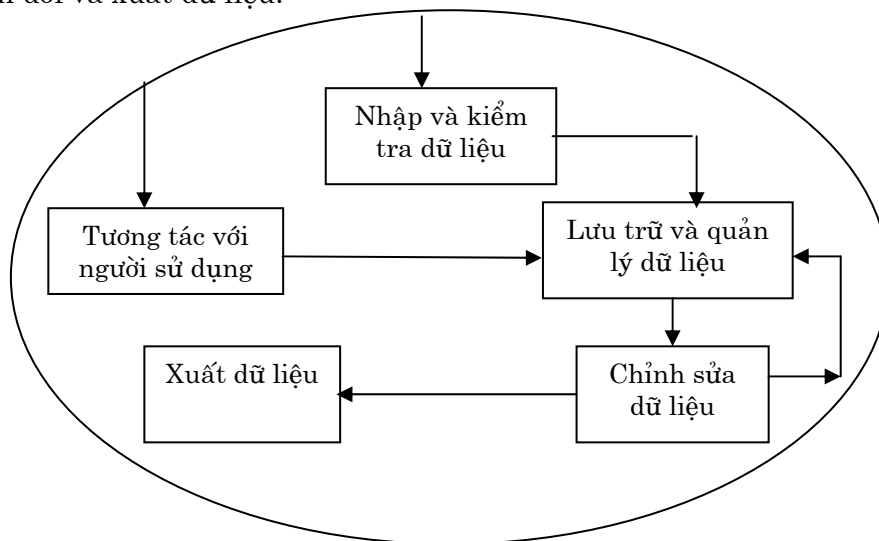 đổi và xuất dữ liệu.
Nhập và kiểm
tra dữ liệu
Tương tác với
người sử dụng
Lưu trữ và quản
lý dữ liệu
Xuất dữ liệu
Chỉnh sửa
dữ liệu